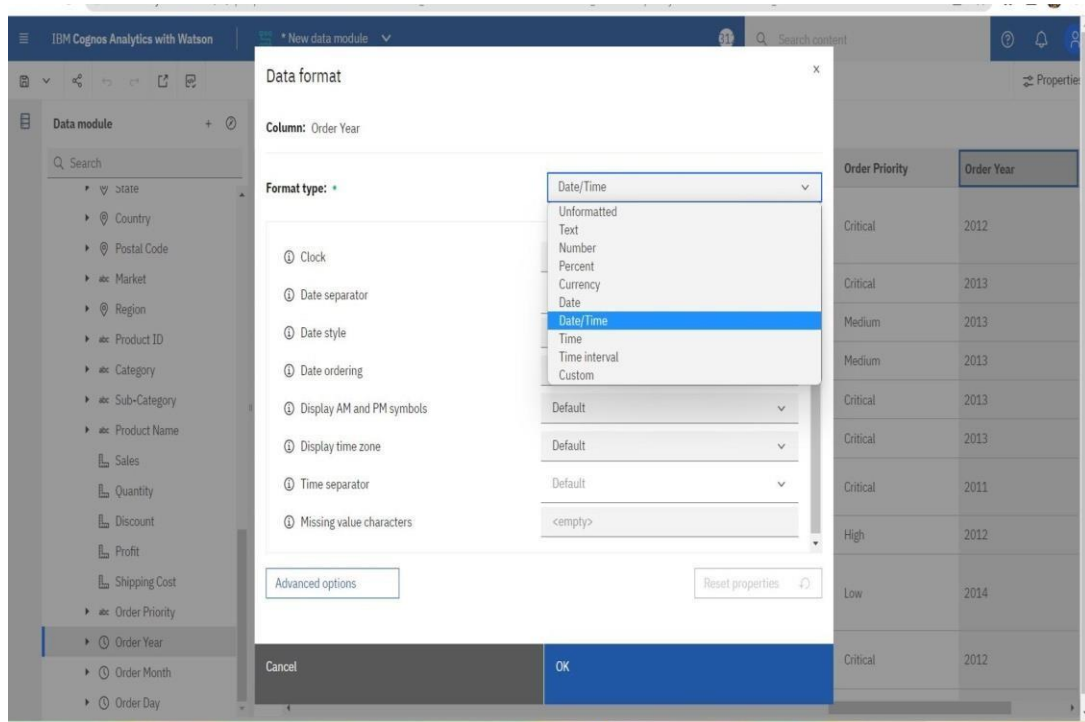 IBM Cognos Analytics with Watson
* New data module
Search content
Properties
Data module
Search
State
Country
Postal Code
abc Market
Region
abc Product ID
abc Category
abc Sub-Category
abc Product Name
Sales
Quantity
Discount
Profit
Shipping Cost
abc Order Priority
Order Year
Order Month
Order Day
Data format
x
Column: Order Year
Format type:
Date/Time
Unformatted
Text
Number
Percent
Currency
Date
Date/Time
Time
Time interval
Custom
Clock
Date separator
Date style
Date ordering
Display AM and PM symbols
Default
Display time zone
Default
Time separator
Default
Missing value characters
<empty>
Advanced options
Reset properties
Cancel
OK
Order Priority
Order Year
Critical
2012
Critical
2013
Medium
2013
Medium
2013
Critical
2013
Critical
2013
Critical
2011
High
2012
Low
2014
Critical
2012